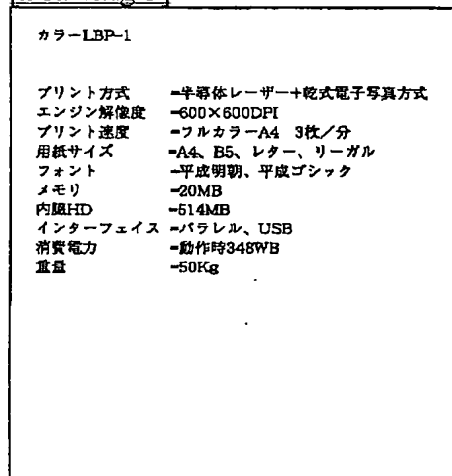 カラーLBP-1
プリント方式 =半導体レーザー+乾式電子写真方式
エンジン解像度 =600×600DPI
プリント速度 =フルカラーA4 3枚/分
用紙サイズ =A4、B5、レター、リーガル
フォント =平成明朝、平成ゴシック
メモリ =20MB
内臓HD =514MB
インターフェイス =パラレル、USB
消費電力 =動作時348WB
重量 =50Kg